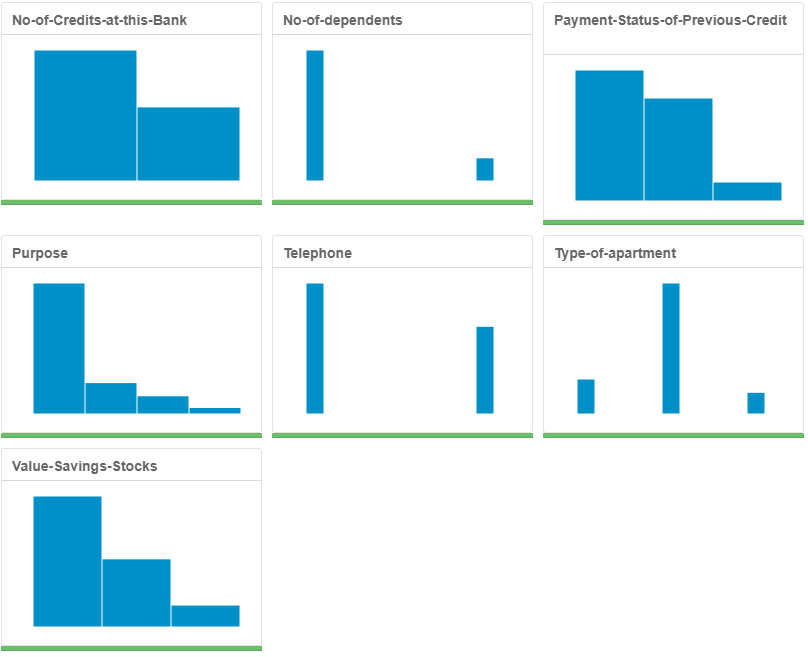 No-of-Credits-at-this-Bank
No-of-dependents
Payment-Status-of-Previous-Credit
Purpose
Telephone
Type-of-apartment
Value-Savings-Stocks